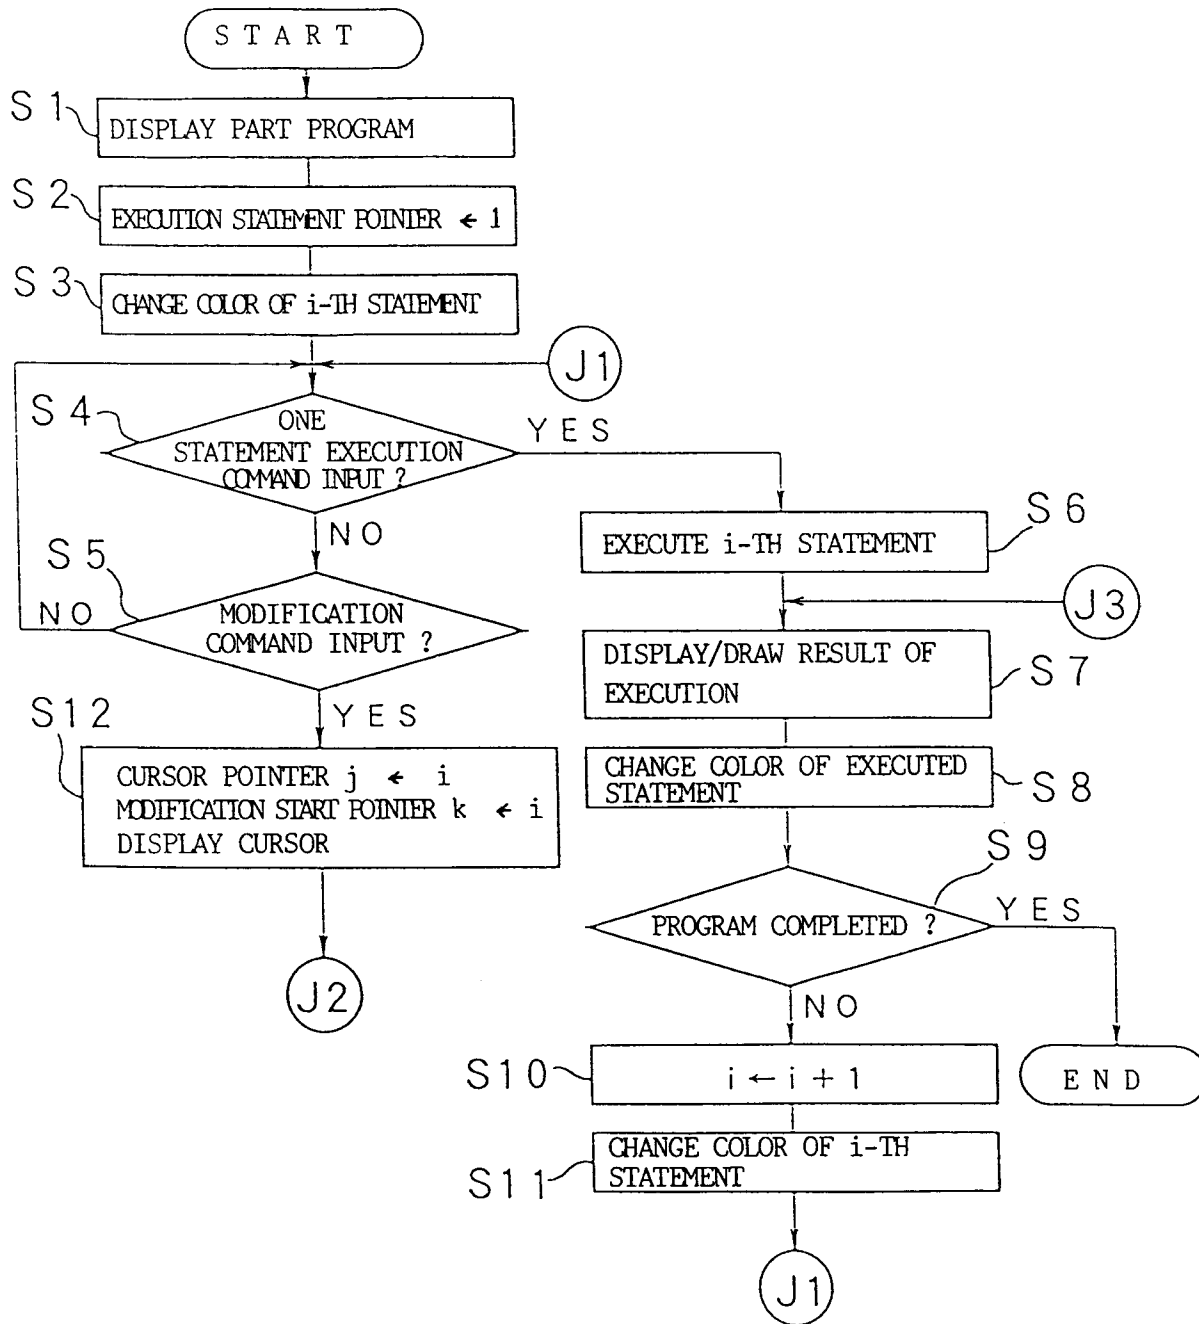 START
S1
DISPLAY PART PROGRAM
S2
EXECUTION STATEMENT POINTER ← 1
S3
CHANGE COLOR OF i-TH STATEMENT
J1
S4
ONE
STATEMENT EXECUTION
COMMAND INPUT ?
YES
NO
S5
MODIFICATION
COMMAND INPUT ?
NO
YES
S12
CURSOR POINTER j ← i
MODIFICATION START POINTER k ← i
DISPLAY CURSOR
J2
S6
EXECUTE i-TH STATEMENT
J3
S7
DISPLAY/DRAW RESULT OF
EXECUTION
S8
CHANGE COLOR OF EXECUTED
STATEMENT
S9
PROGRAM COMPLETED ?
YES
NO
END
S10
i ← i + 1
S11
CHANGE COLOR OF i-TH
STATEMENT
J1